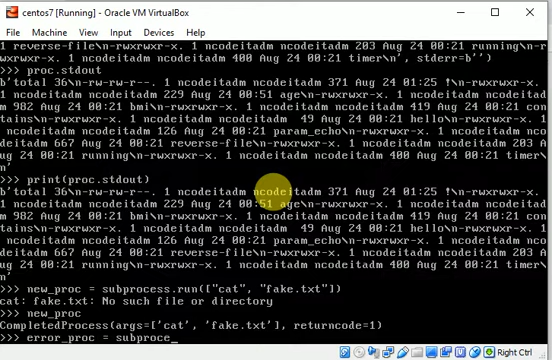 centos7 [Running] - Oracle VM VirtualBox
File Machine View Input Devices Help
1 reverse-file\n-rwxrwxr-x. 1 ncodeitadm ncodeitadm 203 Aug 24 00:21 running\n-r
wxrwxr-x. 1 ncodeitadm ncodeitadm 400 Aug 24 00:21 timer\n', stderr=b'')
>>> proc.stdout
b'total 36\n-rw-rw-r--. 1 ncodeitadm ncodeitadm 371 Aug 24 01:25 !\n-rwxrwxr-x.
1 ncodeitadm ncodeitadm 229 Aug 24 00:51 age\n-rwxrwxr-x. 1 ncodeitadm ncodeitad
m 982 Aug 24 00:21 bmi\n-rwxrwxr-x. 1 ncodeitadm ncodeitadm 419 Aug 24 00:21 con
tains\n-rwxrwxr-x. 1 ncodeitadm ncodeitadm  49 Aug 24 00:21 hello\n-rwxrwxr-x. 1
 ncodeitadm ncodeitadm 126 Aug 24 00:21 param_echo\n-rwxrwxr-x. 1 ncodeitadm nco
deitadm 667 Aug 24 00:21 reverse-file\n-rwxrwxr-x. 1 ncodeitadm ncodeitadm 203 A
ug 24 00:21 running\n-rwxrwxr-x. 1 ncodeitadm ncodeitadm 400 Aug 24 00:21 timer\
n'
>>> print(proc.stdout)
b'total 36\n-rw-rw-r--. 1 ncodeitadm ncodeitadm 371 Aug 24 01:25 !\n-rwxrwxr-x.
1 ncodeitadm ncodeitadm 229 Aug 24 00:51 age\n-rwxrwxr-x. 1 ncodeitadm ncodeitad
m 982 Aug 24 00:21 bmi\n-rwxrwxr-x. 1 ncodeitadm ncodeitadm 419 Aug 24 00:21 con
tains\n-rwxrwxr-x. 1 ncodeitadm ncodeitadm  49 Aug 24 00:21 hello\n-rwxrwxr-x. 1
 ncodeitadm ncodeitadm 126 Aug 24 00:21 param_echo\n-rwxrwxr-x. 1 ncodeitadm nco
deitadm 667 Aug 24 00:21 reverse-file\n-rwxrwxr-x. 1 ncodeitadm ncodeitadm 203 A
ug 24 00:21 running\n-rwxrwxr-x. 1 ncodeitadm ncodeitadm 400 Aug 24 00:21 timer\
n'
>>> new_proc = subprocess.run(["cat", "fake.txt"])
cat: fake.txt: No such file or directory
>>> new_proc
CompletedProcess(args=['cat', 'fake.txt'], returncode=1)
>>> error_proc = subproce_
Right Ctrl